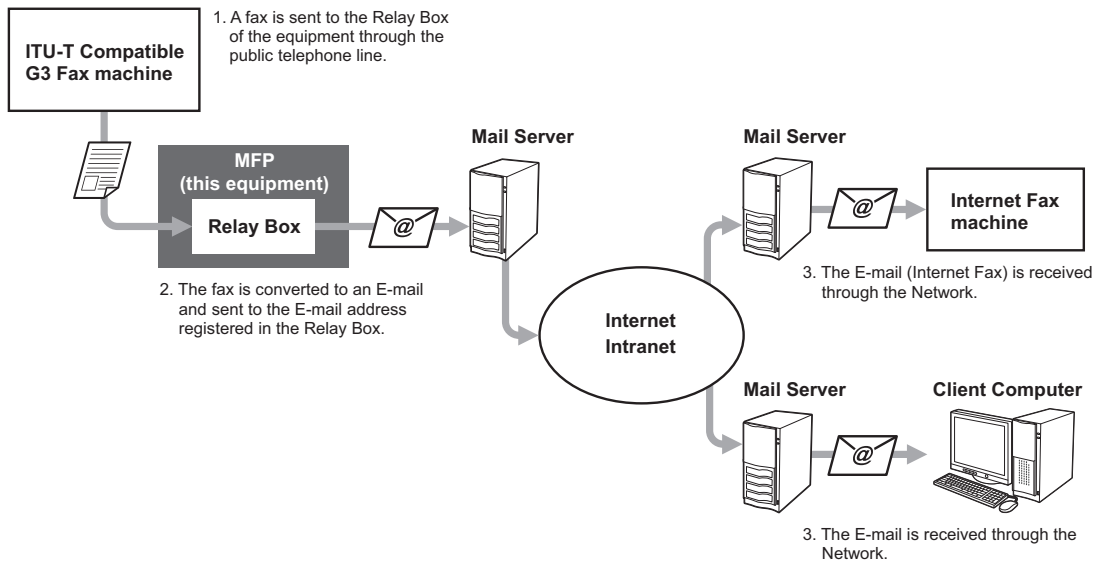 ITU-T Compatible
G3 Fax machine
1. A fax is sent to the Relay Box
of the equipment through the
public telephone line.
MFP
(this equipment)
Relay Box
@
2. The fax is converted to an E-mail
and sent to the E-mail address
registered in the Relay Box.
Mail Server
Internet
Intranet
Mail Server
@
Internet Fax
machine
3. The E-mail (Internet Fax) is received
through the Network.
Mail Server
@
Client Computer
3. The E-mail is received through the
Network.